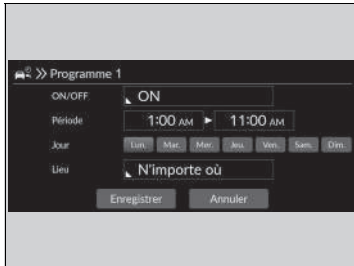 Programme 1
ON/OFF ON
Période 1:00 AM ► 11:00 AM
Jour Lun. Mar. Mer. Jeu. Ven. Sam. Dim.
Lieu N'importe où
Enregistrer Annuler